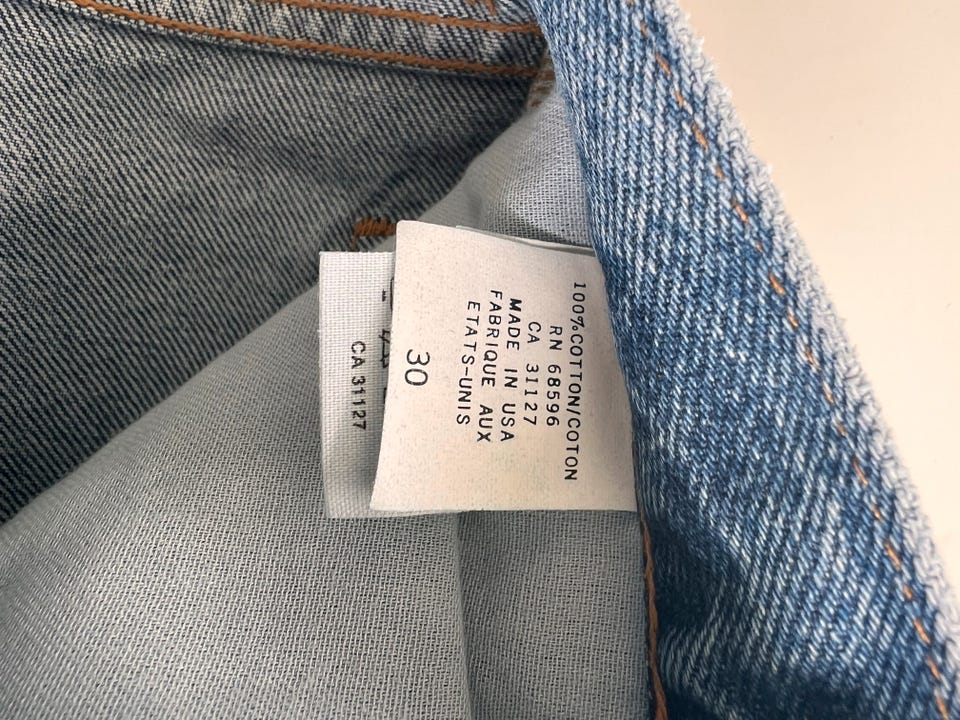 100%COTTON/COTON
RN 68596
CA 31127
MADE IN USA
FABRIQUE AUX
ETATS-UNIS
30
CA 31127